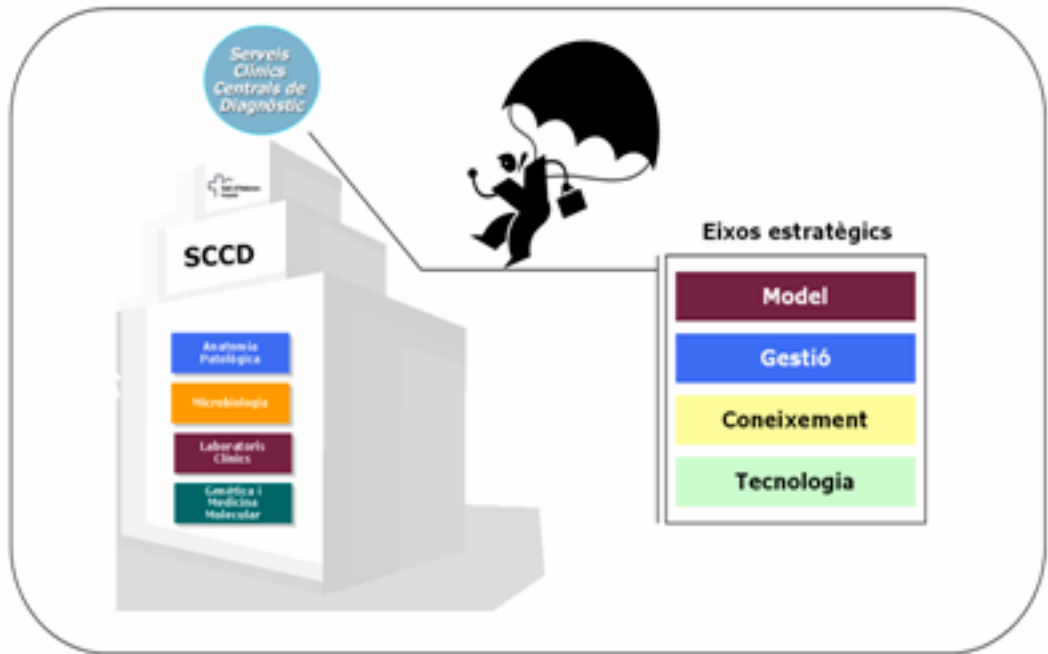 Serveis
Clínics
Centrals de
Diagnòstic
SCCD
Anatomia
Patològica
Microbiologia
Laboratoris
Clínics
Genètica i
Medicina
Molecular
Eixos estratègics
Model
Gestió
Coneixement
Tecnologia